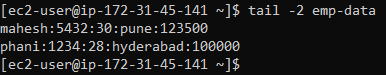 [ec2-user@ip-172-31-45-141 ~]$ tail -2 emp-data
mahesh:5432:30:pune:123500
phani:1234:28:hyderabad:100000
[ec2-user@ip-172-31-45-141 ~]$